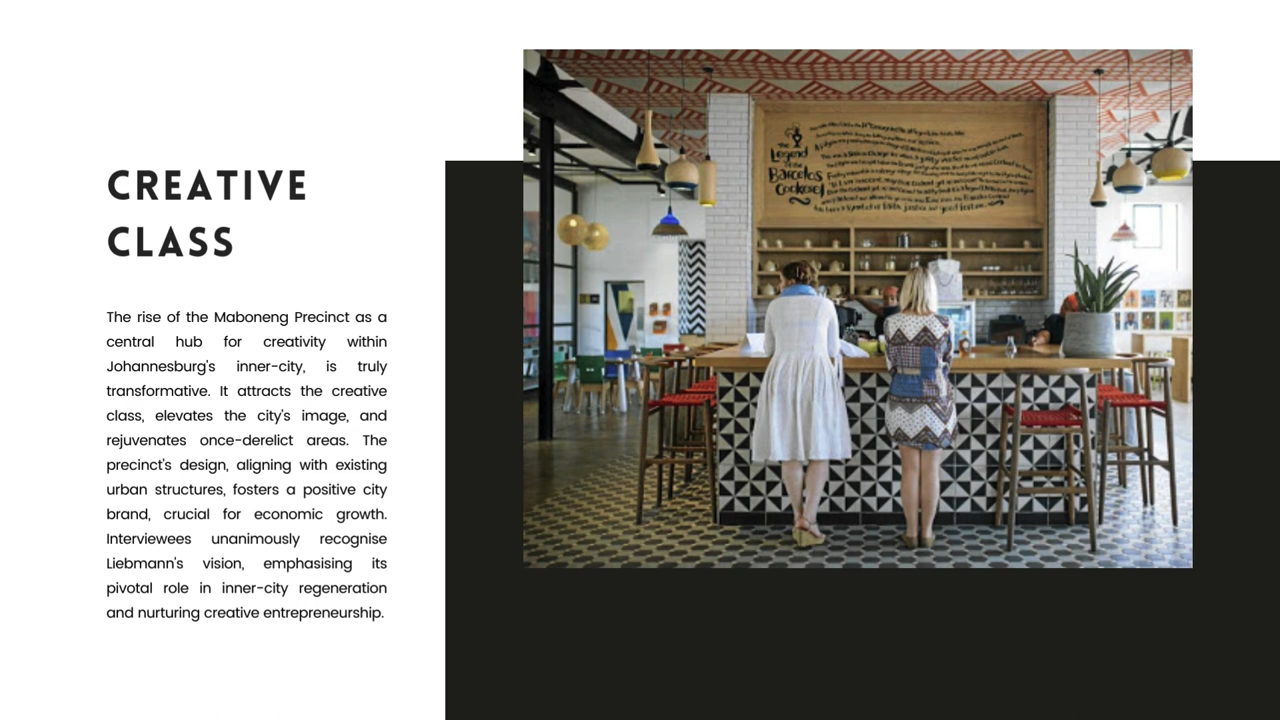 CREATIVE
CLASS
The rise of the Maboneng Precinct as a
central hub for creativity within
Johannesburg's inner-city, is truly
transformative. It attracts the creative
class, elevates the city's image, and
rejuvenates once-derelict areas. The
precinct's design, aligning with existing
urban structures, fosters a positive city
brand, crucial for economic growth.
Interviewees unanimously recognise
Liebmann's vision, emphasising its
pivotal role in inner-city regeneration
and nurturing creative entrepreneurship.
the
Legend
of the
Barcelos
Cockerel